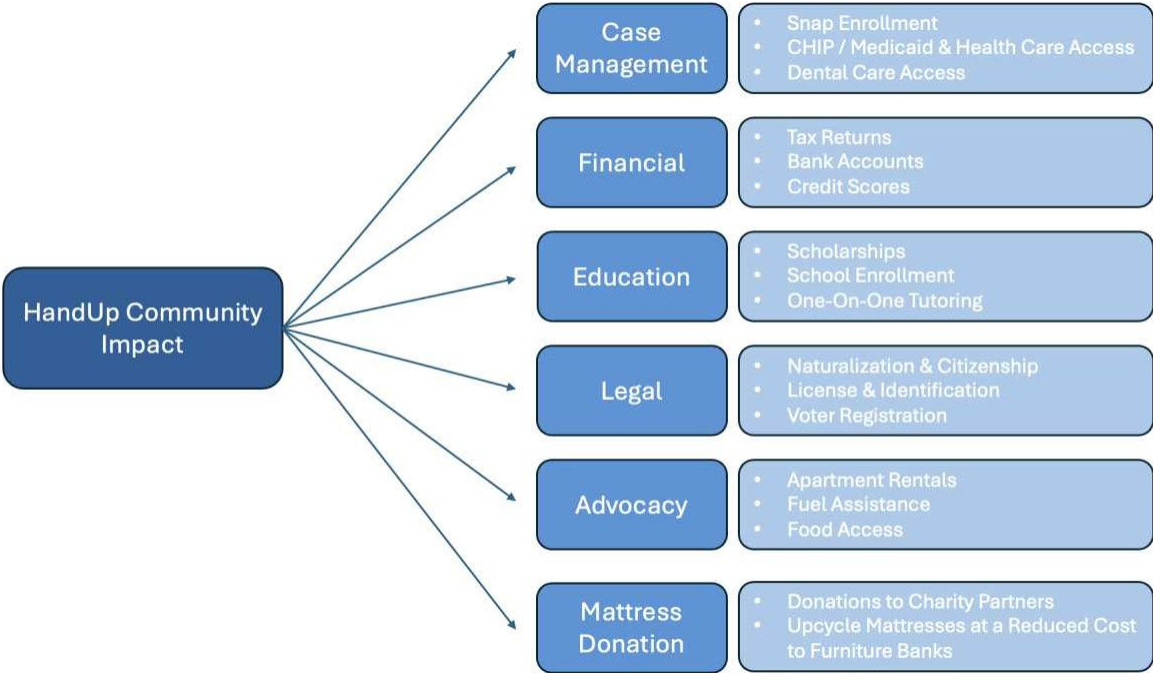 HandUp Community
Impact
Case
Management
• Snap Enrollment
• CHIP / Medicaid & Health Care Access
• Dental Care Access
Financial
• Tax Returns
• Bank Accounts
• Credit Scores
Education
• Scholarships
• School Enrollment
• One-On-One Tutoring
Legal
• Naturalization & Citizenship
• License & Identification
• Voter Registration
Advocacy
• Apartment Rentals
• Fuel Assistance
• Food Access
Mattress
Donation
• Donations to Charity Partners
• Upcycle Mattresses at a Reduced Cost
to Furniture Banks